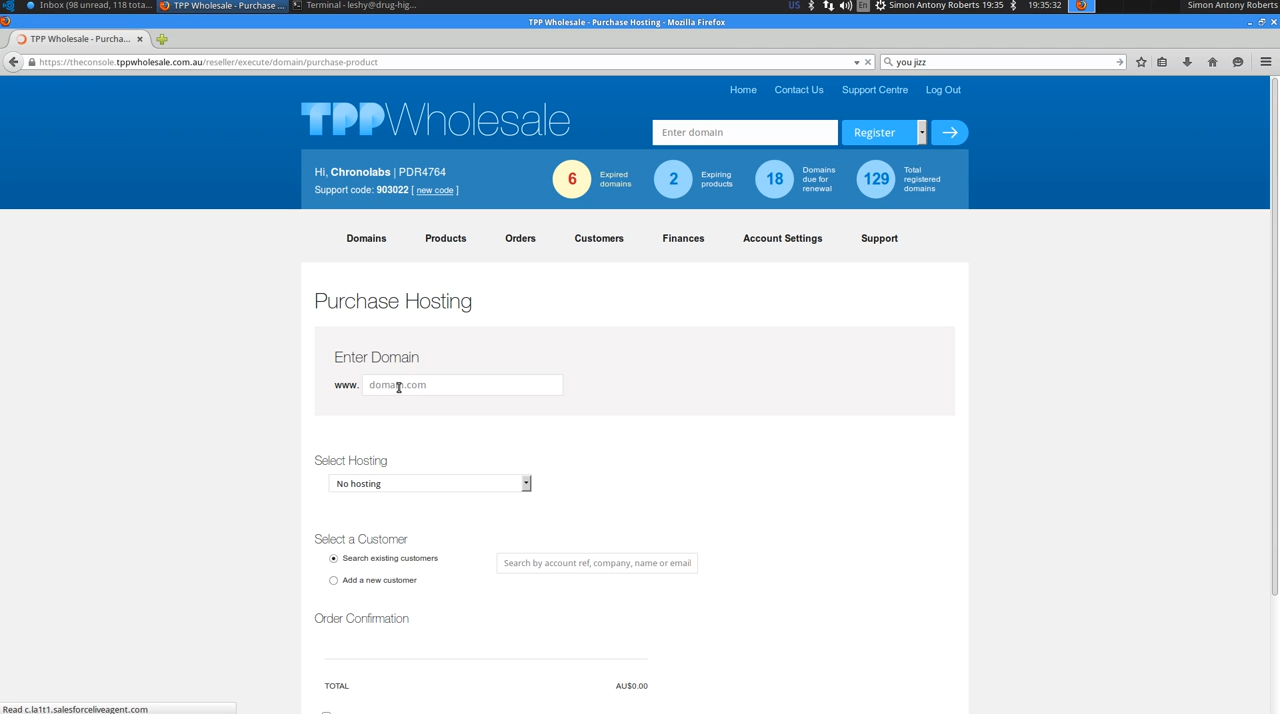 Inbox (98 unread, 118 tota...
TPP Wholesale - Purchase ...
Terminal - leshy@drug-hig...
US
En
Simon Antony Roberts 19:35
19:35:32
Simon Antony Roberts
TPP Wholesale - Purchase Hosting - Mozilla Firefox
TPP Wholesale - Purcha...
https://theconsole.tppwholesale.com.au/reseller/execute/domain/purchase-product
you jizz
Home
Contact Us
Support Centre
Log Out
TPPWholesale
Enter domain
Register
Hi, Chronolabs | PDR4764
Support code: 903022 [ new code ]
6
Expired
domains
2
Expiring
products
18
Domains
due for
renewal
129
Total
registered
domains
Domains
Products
Orders
Customers
Finances
Account Settings
Support
Purchase Hosting
Enter Domain
www.
domain.com
Select Hosting
No hosting
Select a Customer
Search existing customers
Search by account ref, company, name or email
Add a new customer
Order Confirmation
TOTAL
AU$0.00
Read c.la1t1.salesforceliveagent.com